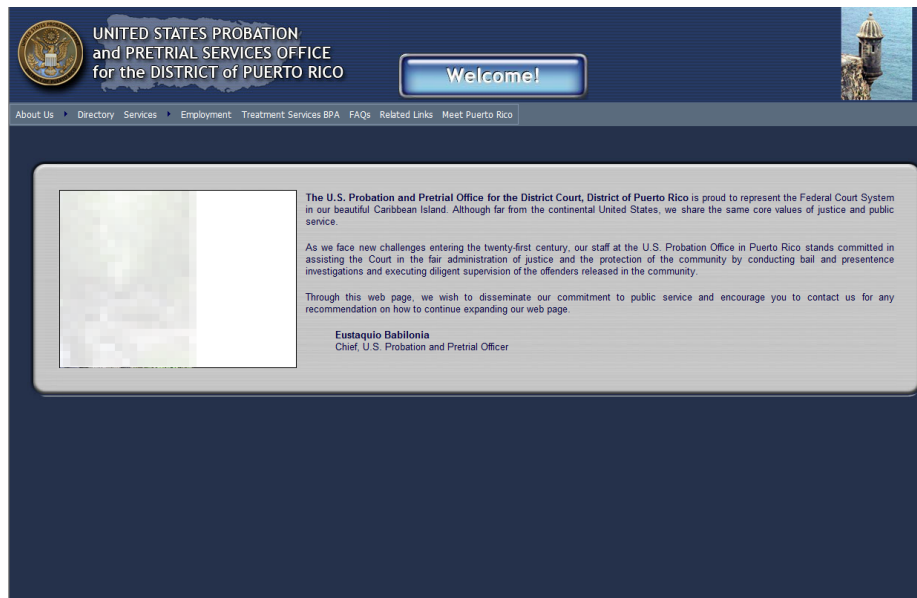 UNITED STATES PROBATION
and PRETRIAL SERVICES OFFICE
for the DISTRICT of PUERTO RICO
Welcome!
About Us Directory Services Employment Treatment Services BPA FAQs Related Links Meet Puerto Rico
The U.S. Probation and Pretrial Office for the District Court, District of Puerto Rico is proud to represent the Federal Court System
in our beautiful Caribbean Island. Although far from the continental United States, we share the same core values of justice and public
service.
As we face new challenges entering the twenty-first century, our staff at the U.S. Probation Office in Puerto Rico stands committed in
assisting the Court in the fair administration of justice and the protection of the community by conducting bail and presentence
investigations and executing diligent supervision of the offenders released in the community.
Through this web page, we wish to disseminate our commitment to public service and encourage you to contact us for any
recommendation on how to continue expanding our web page.
Eustaquio Babilonia
Chief, U.S. Probation and Pretrial Officer